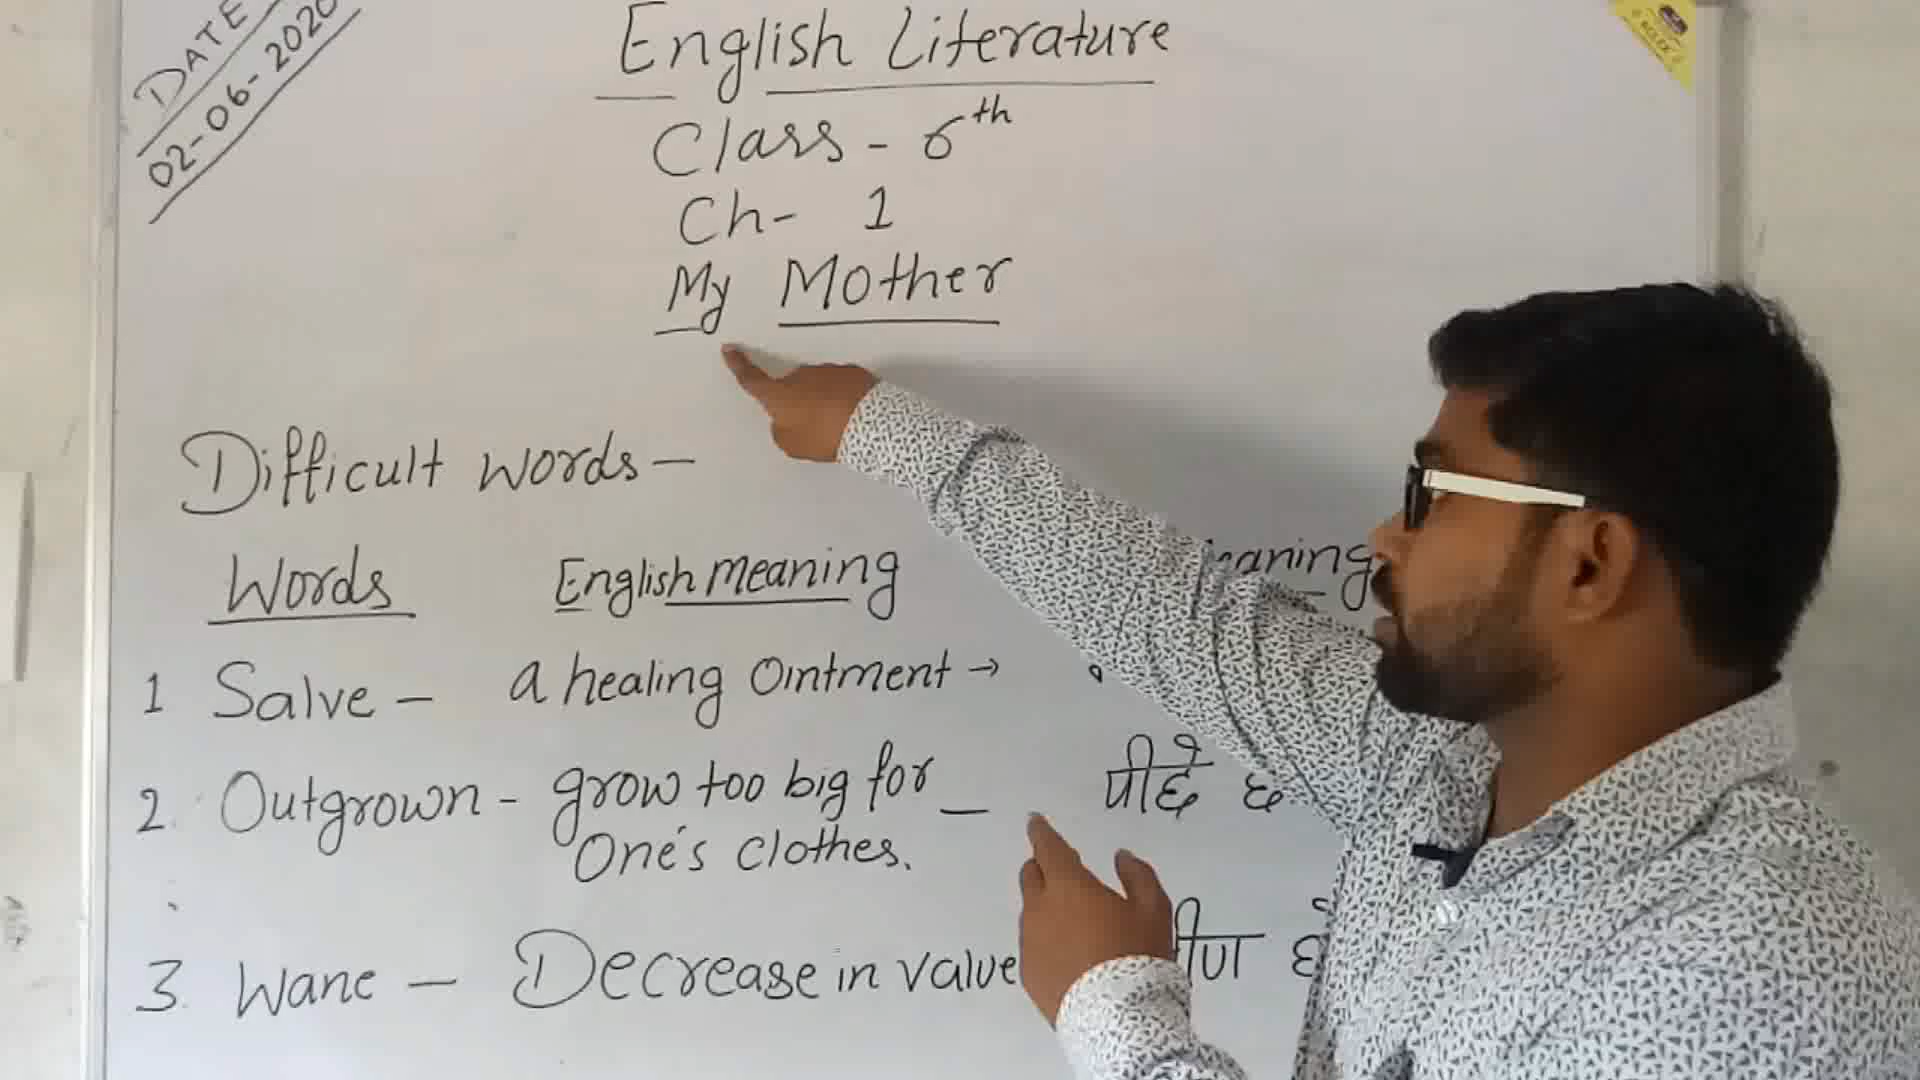 DATE
02-06-2020
English Literature
Class - 6th
Ch- 1
My Mother
Difficult words -
Words English meaning
1 Salve - a healing Ointment →
2. Outgrown - grow too big for - पीछे
One's clothes.
3. Wane - Decrease in value